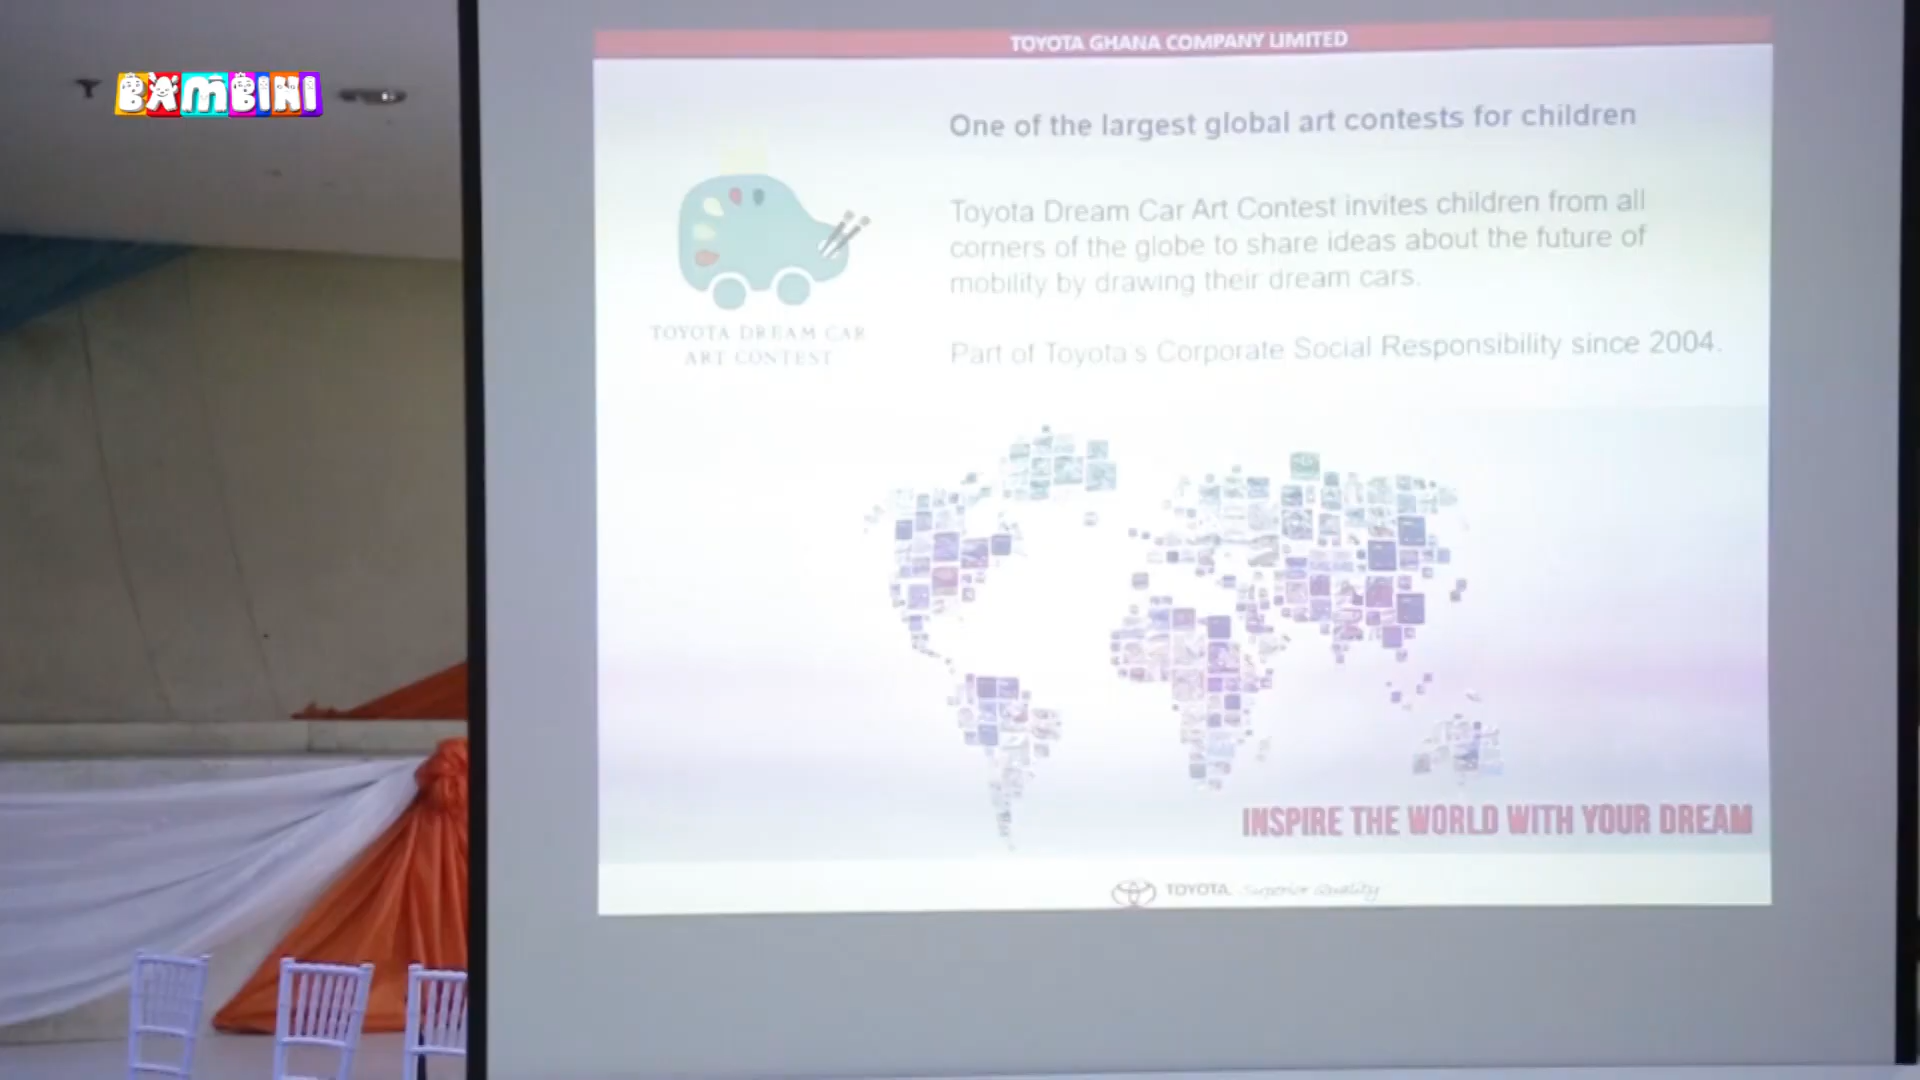 BAMBINI
TOYOTA GHANA COMPANY LIMITED
One of the largest global art contests for children
Toyota Dream Car Art Contest invites children from all
corners of the globe to share ideas about the future of
mobility by drawing their dream cars.
TOYOTA DREAM CAR
ART CONTEST
Part of Toyota's Corporate Social Responsibility since 2004.
INSPIRE THE WORLD WITH YOUR DREAM
TOYOTA Superior Quality